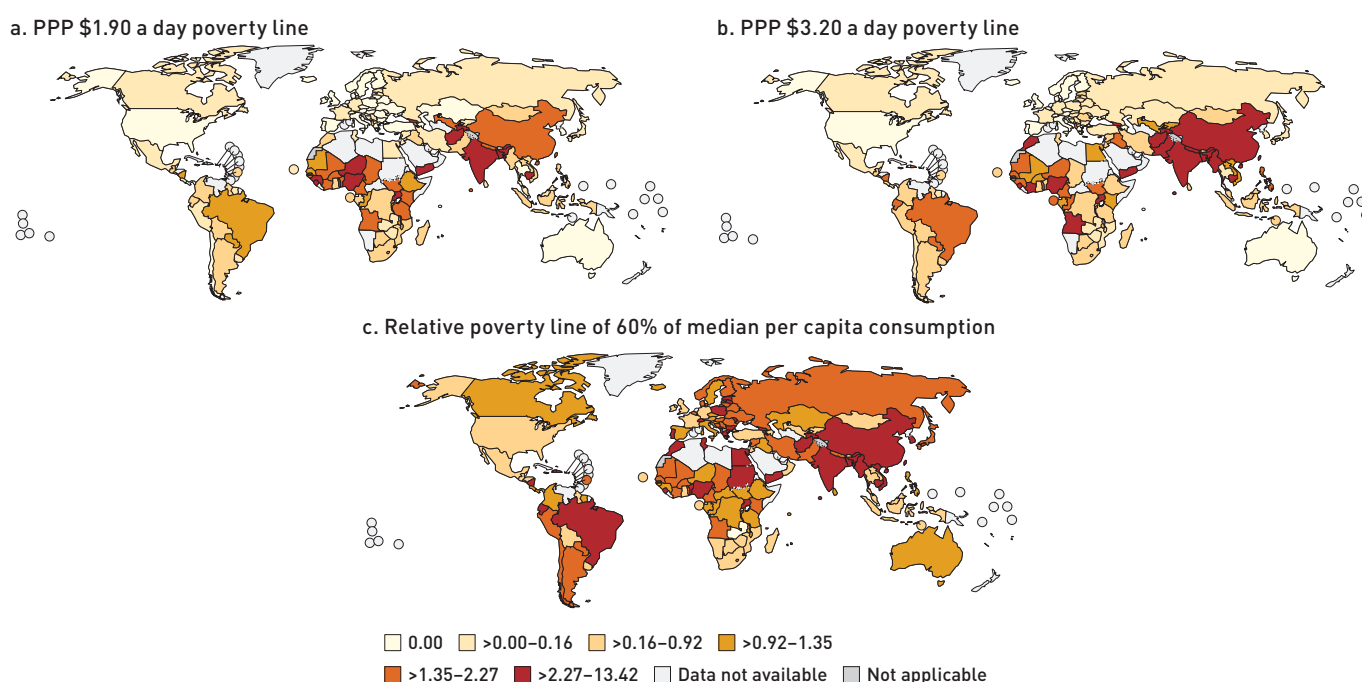 a. PPP $1.90 a day poverty line
b. PPP $3.20 a day poverty line
c. Relative poverty line of 60% of median per capita consumption
0.00 >0.00–0.16 >0.16–0.92 >0.92–1.35
>1.35–2.27 >2.27–13.42 Data not available Not applicable